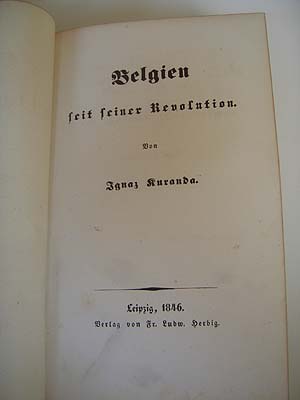 Belgien
seit seiner Revolution.
Von
Ignaz Kuranda.
Leipzig, 1846.
Verlag von Fr. Ludw. Herbig.